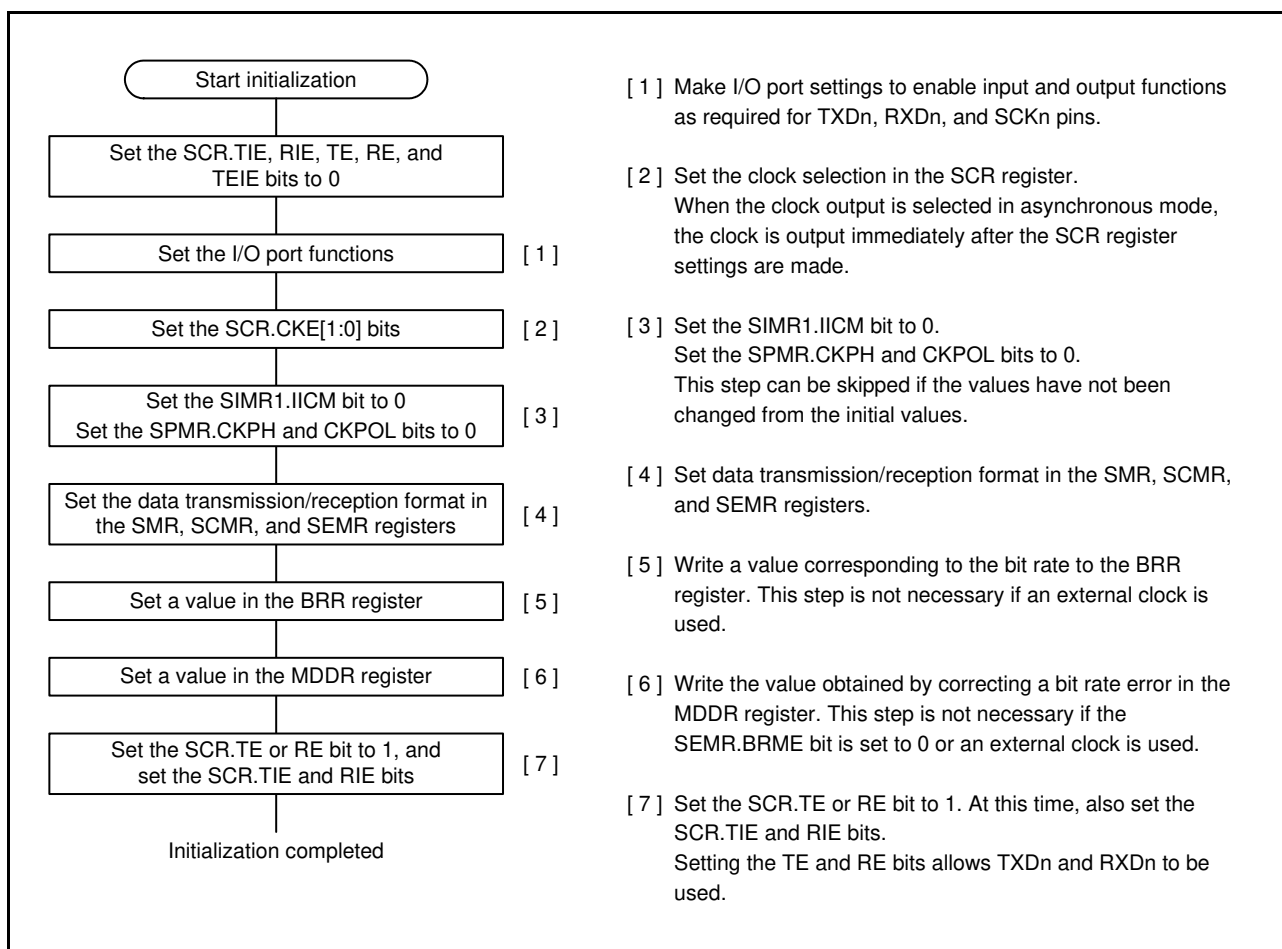 Start initialization
Set the SCR.TIE, RIE, TE, RE, and
TEIE bits to 0
Set the I/O port functions
[ 1 ]
Set the SCR.CKE[1:0] bits
[ 2 ]
Set the SIMR1.IICM bit to 0
Set the SPMR.CKPH and CKPOL bits to 0
[ 3 ]
Set the data transmission/reception format in
the SMR, SCMR, and SEMR registers
[ 4 ]
Set a value in the BRR register
[ 5 ]
Set a value in the MDDR register
[ 6 ]
Set the SCR.TE or RE bit to 1, and
set the SCR.TIE and RIE bits
[ 7 ]
Initialization completed
[ 1 ] Make I/O port settings to enable input and output functions
as required for TXDn, RXDn, and SCKn pins.
[ 2 ] Set the clock selection in the SCR register.
When the clock output is selected in asynchronous mode,
the clock is output immediately after the SCR register
settings are made.
[ 3 ] Set the SIMR1.IICM bit to 0.
Set the SPMR.CKPH and CKPOL bits to 0.
This step can be skipped if the values have not been
changed from the initial values.
[ 4 ] Set data transmission/reception format in the SMR, SCMR,
and SEMR registers.
[ 5 ] Write a value corresponding to the bit rate to the BRR
register. This step is not necessary if an external clock is
used.
[ 6 ] Write the value obtained by correcting a bit rate error in the
MDDR register. This step is not necessary if the
SEMR.BRME bit is set to 0 or an external clock is used.
[ 7 ] Set the SCR.TE or RE bit to 1. At this time, also set the
SCR.TIE and RIE bits.
Setting the TE and RE bits allows TXDn and RXDn to be
used.